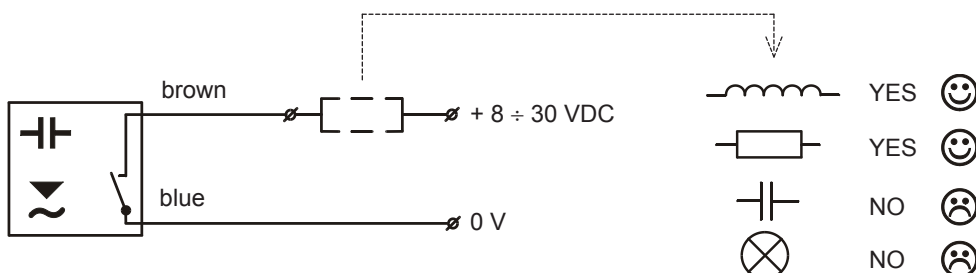 brown
+ 8 ÷ 30 VDC
blue
0 V
YES
YES
NO
NO